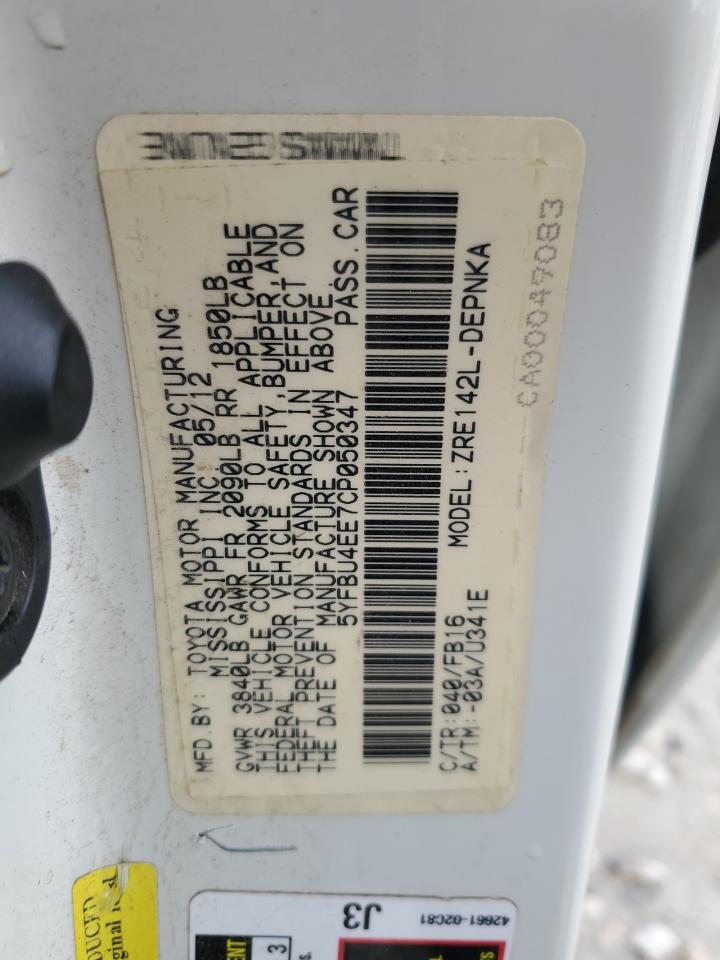 MFD.BY: TOYOTA MOTOR MANUFACTURING
MISSISSIPPI INC 05/12
GVWR 3840LB GAWR FR 2090LB RR 1850LB
THIS VEHICLE CONFORMS TO ALL APPLICABLE
FEDERAL MOTOR VEHICLE SAFETY,BUMPER,AND
THEFT PREVENTION STANDARDS IN EFFECT ON
THE DATE OF MANUFACTURE SHOWN ABOVE.
5YFBU4EE7CP050347 PASS.CAR
C/TR:040/FB16 MODEL:ZRE142L-DEPNKA
A/TM:-03A/U341E
CA00047083
J3
42661-02C81
3